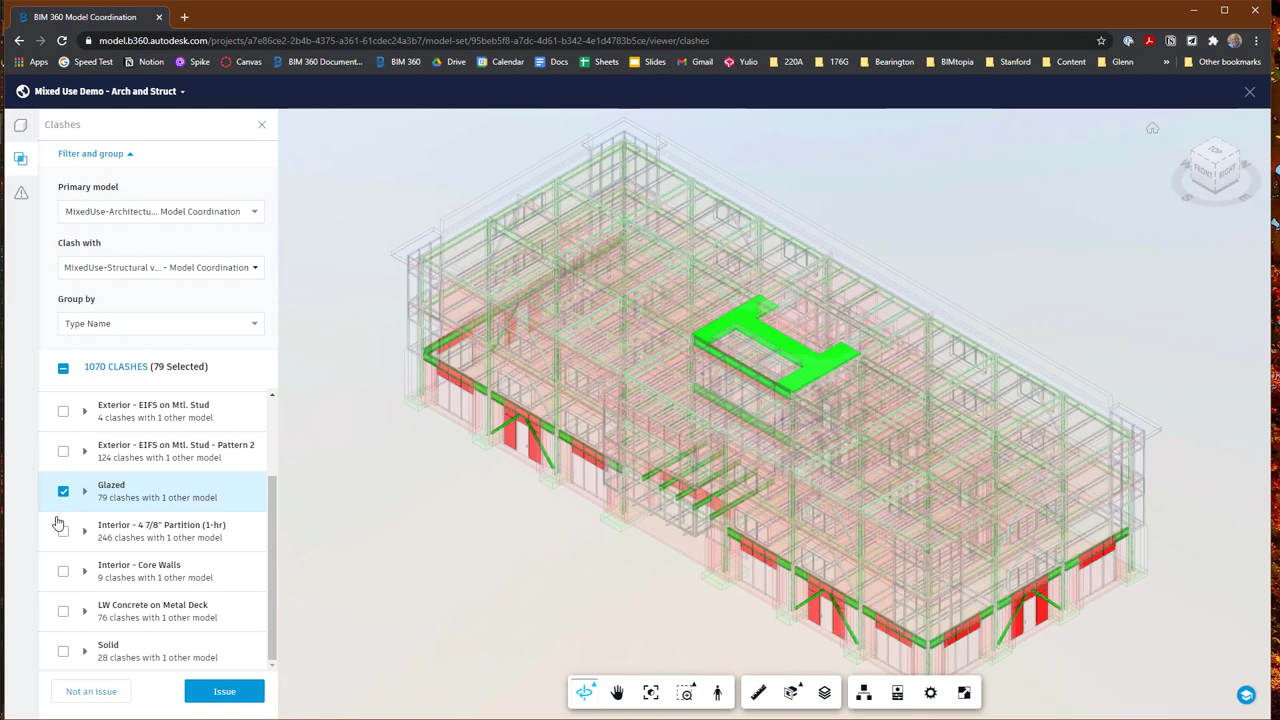 BIM 360 Model Coordination
model.b360.autodesk.com/projects/a7e86ce2-2b4b-4375-a361-61cdec24a3b7/model-set/95beb5f8-a7dc-4d61-b342-4e1d4783b5ce/viewer/clashes
Apps Speed Test Notion Spike Canvas BIM 360 Document... BIM 360 Drive Calendar Docs Sheets Slides Gmail Yulio 220A 176G Bearington BIMtopia Stanford Content Glenn » Other bookmarks
Mixed Use Demo - Arch and Struct
Clashes
Filter and group
Primary model
MixedUse-Architectu... Model Coordination
Clash with
MixedUse-Structural v... - Model Coordination
Group by
Type Name
1070 CLASHES (79 Selected)
Exterior - EIFS on Mtl. Stud
4 clashes with 1 other model
Exterior - EIFS on Mtl. Stud - Pattern 2
124 clashes with 1 other model
Glazed
79 clashes with 1 other model
Interior - 4 7/8" Partition (1-hr)
246 clashes with 1 other model
Interior - Core Walls
9 clashes with 1 other model
LW Concrete on Metal Deck
76 clashes with 1 other model
Solid
28 clashes with 1 other model
Not an issue Issue
TOP
FRONT RIGHT